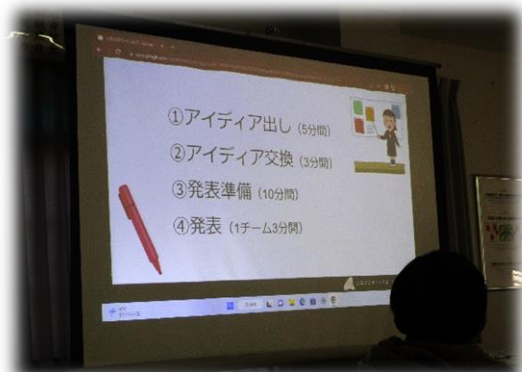 ①アイディア出し（5分間）
②アイディア交換（3分間）
③発表準備（10分間）
④発表（1チーム3分間）